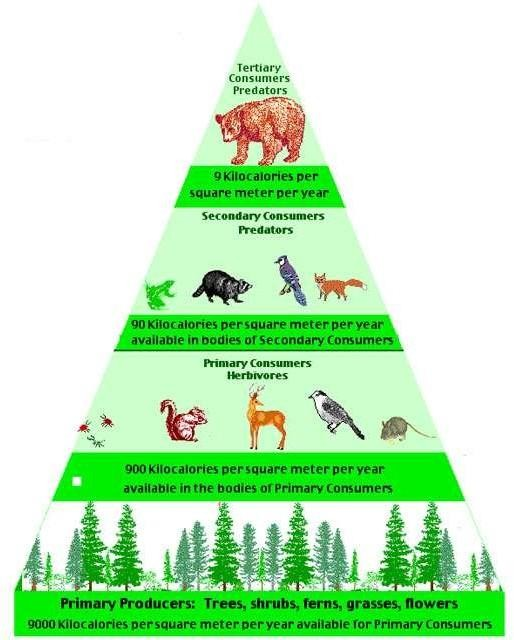 Tertiary
Consumers
Predators
9 Kilocalories per
square meter per year
Secondary Consumers
Predators
90 Kilocalories per square meter per year
available in bodies of Secondary Consumers
Primary Consumers
Herbivores
900 Kilocalories per square meter per year
available in the bodies of Primary Consumers
Primary Producers: Trees, shrubs, ferns, grasses, flowers
9000 Kilocalories per square meter per year available for Primary Consumers